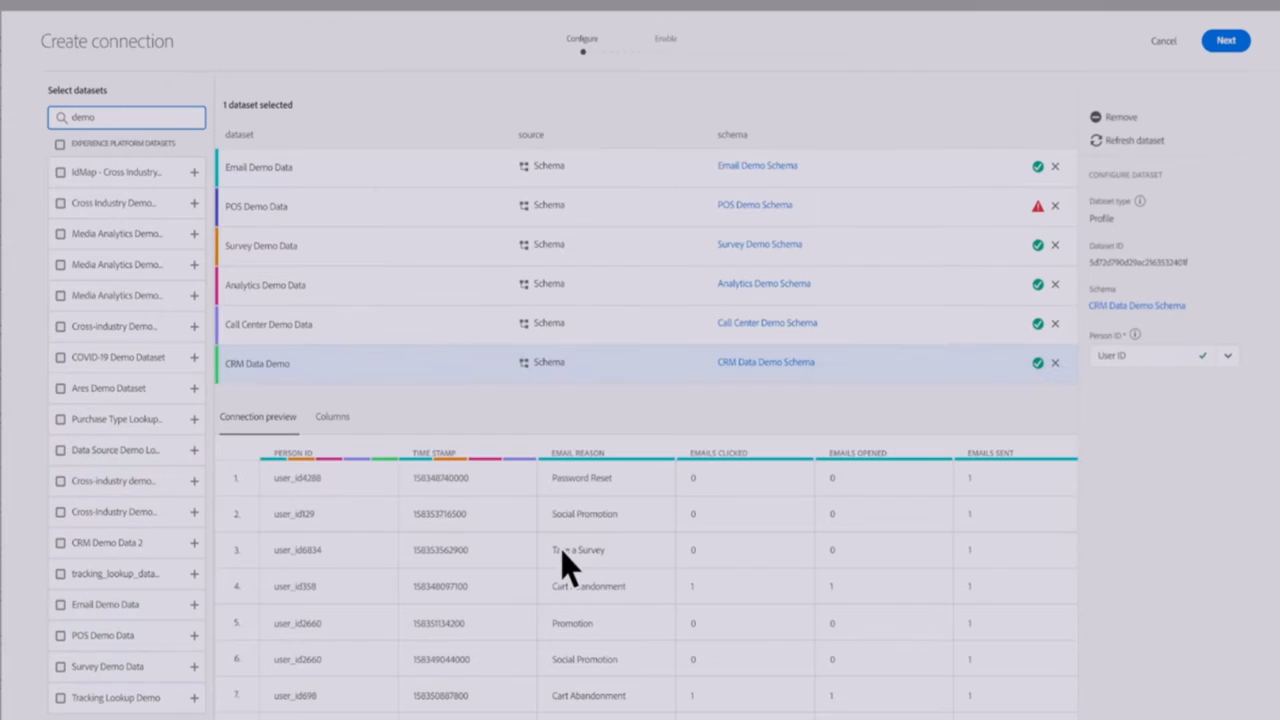 Create connection
Configure
Enable
Cancel
Next
Select datasets
demo
EXPERIENCE PLATFORM DATASETS
IdMap - Cross Industry...
Cross Industry Demo...
Media Analytics Demo...
Media Analytics Demo...
Media Analytics Demo...
Cross-industry Demo...
COVID-19 Demo Dataset
Ares Demo Dataset
Purchase Type Lookup...
Data Source Demo Lo...
Cross-industry demo...
Cross-Industry Demo...
CRM Demo Data 2
tracking_lookup_data...
Email Demo Data
POS Demo Data
Survey Demo Data
Tracking Lookup Demo
1 dataset selected
dataset source schema
Email Demo Data Schema Email Demo Schema
POS Demo Data Schema POS Demo Schema
Survey Demo Data Schema Survey Demo Schema
Analytics Demo Data Schema Analytics Demo Schema
Call Center Demo Data Schema Call Center Demo Schema
CRM Data Demo Schema CRM Data Demo Schema
Connection preview Columns
PERSON ID TIME STAMP EMAIL REASON EMAILS CLICKED EMAILS OPENED EMAILS SENT
1. user_id4288 158348740000 Password Reset 0 0 1
2. user_id129 158353716500 Social Promotion 0 0 1
3. user_id6834 158353562900 a Survey 0 0 1
4. user_id358 158348097100 Cart 1 1 1
5. user_id2660 158351134200 Promotion 0 0 1
6. user_id2660 158349044000 Social Promotion 0 0 1
7. user_id698 158350887800 Cart Abandonment 1 1 1
Remove
Refresh dataset
CONFIGURE DATASET
Dataset type
Profile
Dataset ID
Schema
CRM Data Demo Schema
Person ID *
User ID